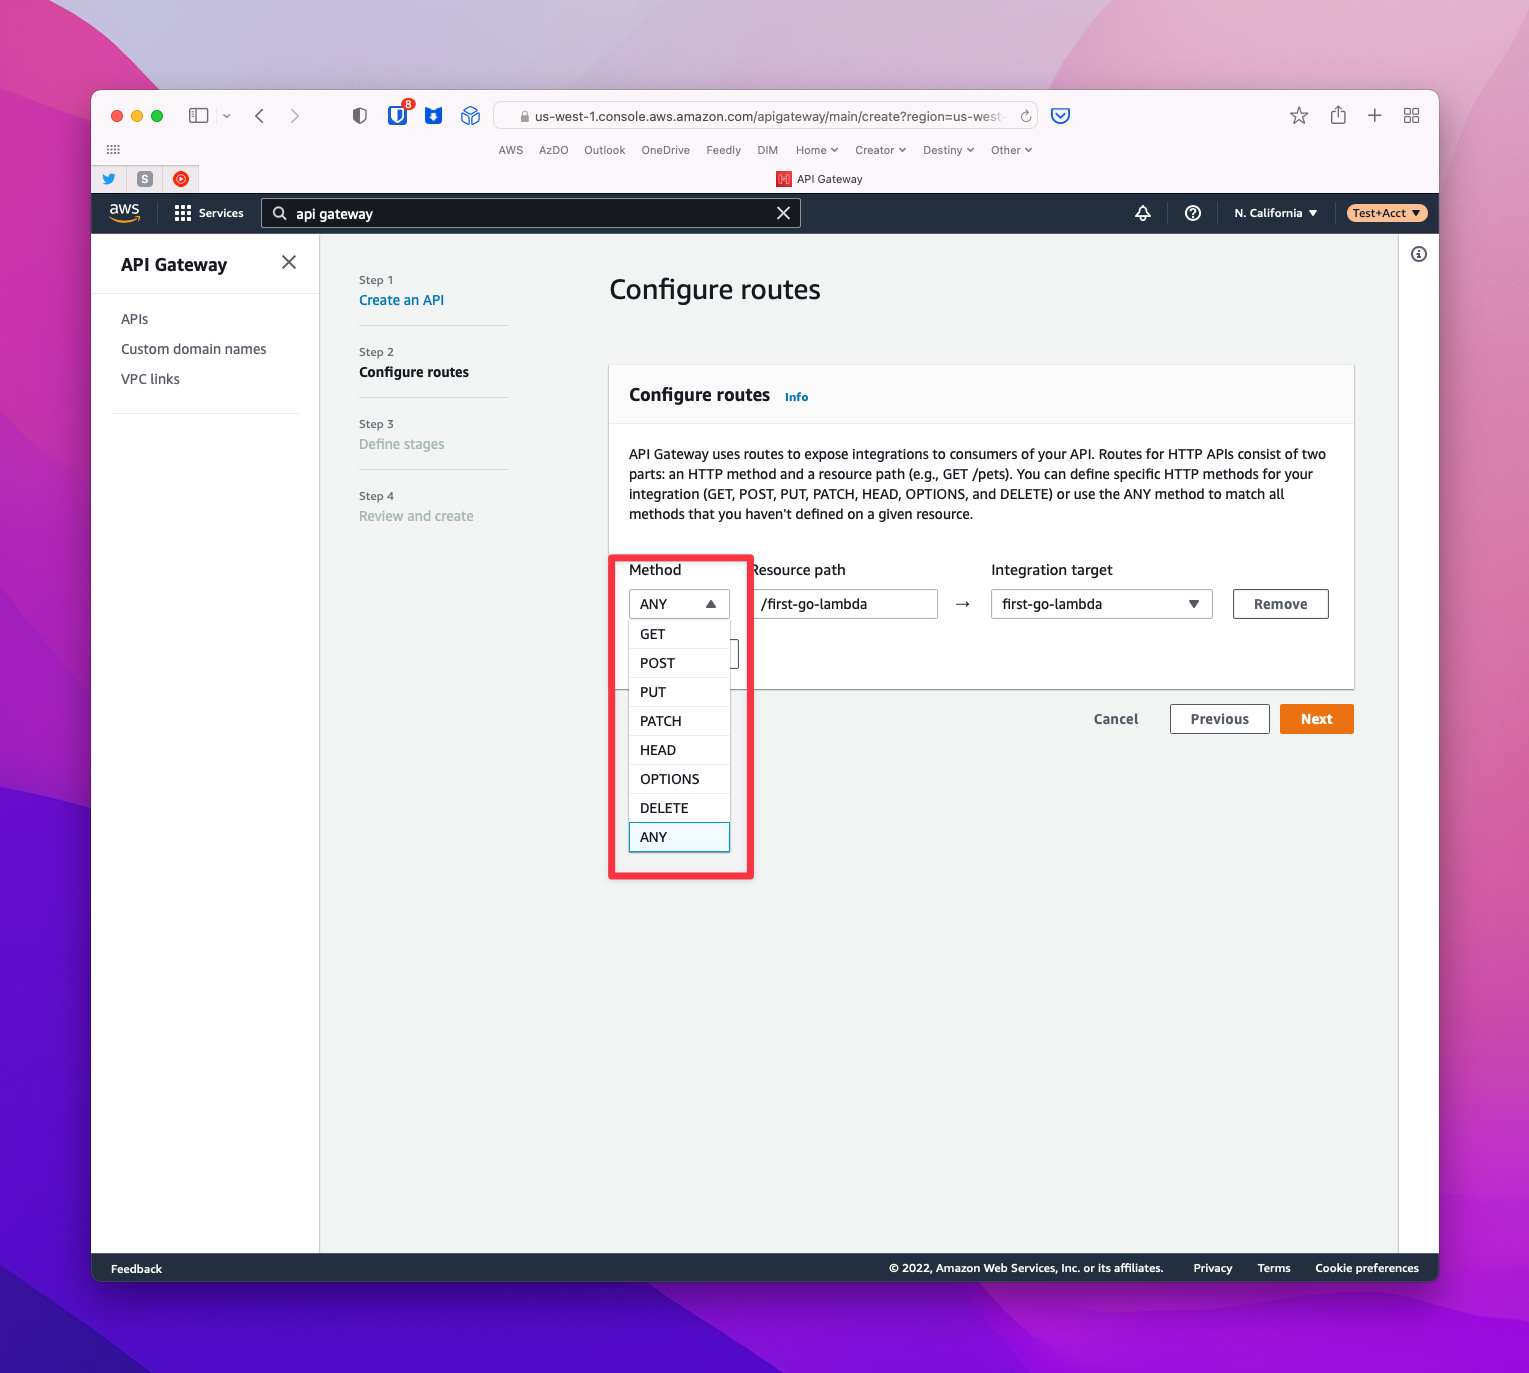 8
us-west-1.console.aws.amazon.com/apigateway/main/create?region=us-west-
AWS AzDO Outlook OneDrive Feedly DIM Home Creator Destiny Other
S
API Gateway
aws Services api gateway N. California Test+Acct
API Gateway
APIs
Custom domain names
VPC links
Step 1
Create an API
Step 2
Configure routes
Step 3
Define stages
Step 4
Review and create
Configure routes
Configure routes Info
API Gateway uses routes to expose integrations to consumers of your API. Routes for HTTP APIs consist of two
parts: an HTTP method and a resource path (e.g., GET /pets). You can define specific HTTP methods for your
integration (GET, POST, PUT, PATCH, HEAD, OPTIONS, and DELETE) or use the ANY method to match all
methods that you haven't defined on a given resource.
Method Resource path Integration target
ANY /first-go-lambda → first-go-lambda Remove
GET
POST
PUT
PATCH
HEAD
OPTIONS
DELETE
ANY
Cancel Previous Next
Feedback © 2022, Amazon Web Services, Inc. or its affiliates. Privacy Terms Cookie preferences